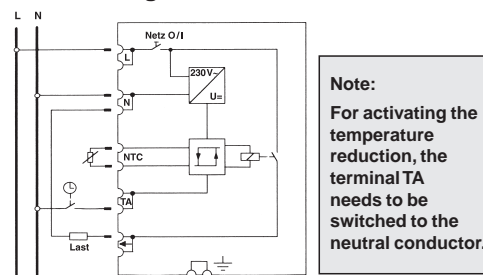 L N
Netz O/I
L
230V~
U=
N
NTC
TA
Last
Note:
For activating the
temperature
reduction, the
terminal TA
needs to be
switched to the
neutral conductor.